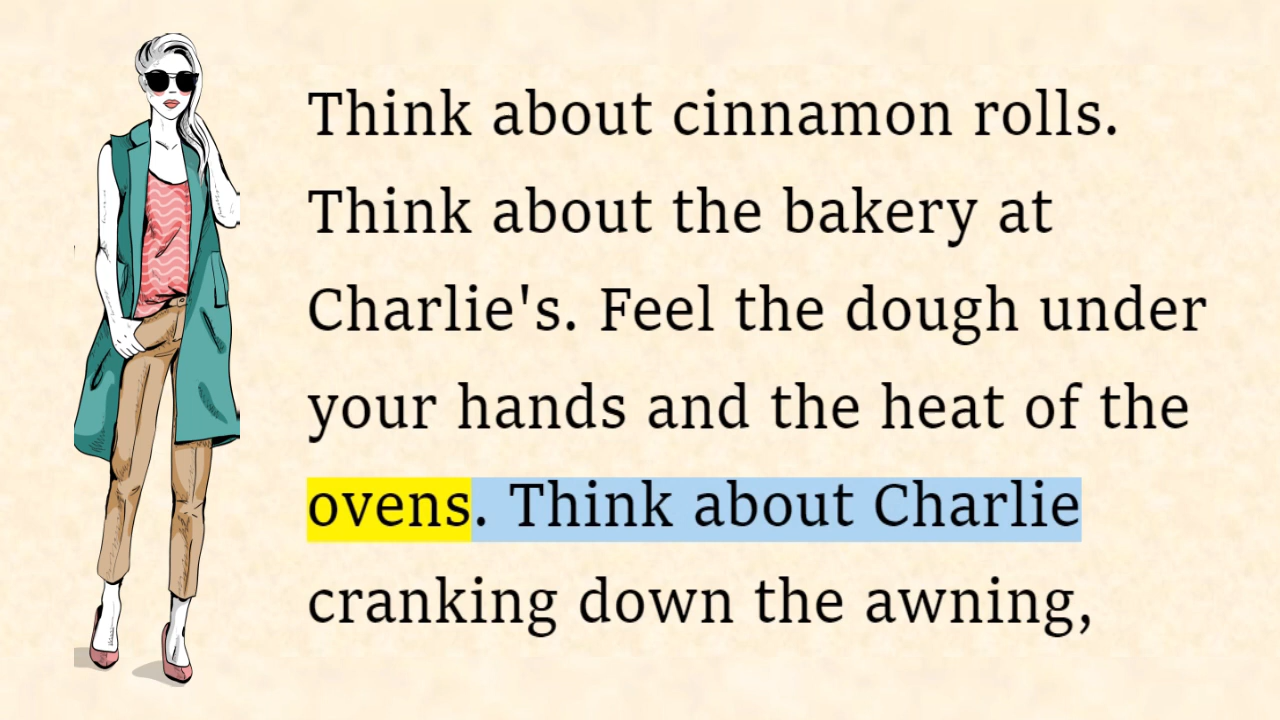 Think about cinnamon rolls.
Think about the bakery at
Charlie's. Feel the dough under
your hands and the heat of the
ovens. Think about Charlie
cranking down the awning,